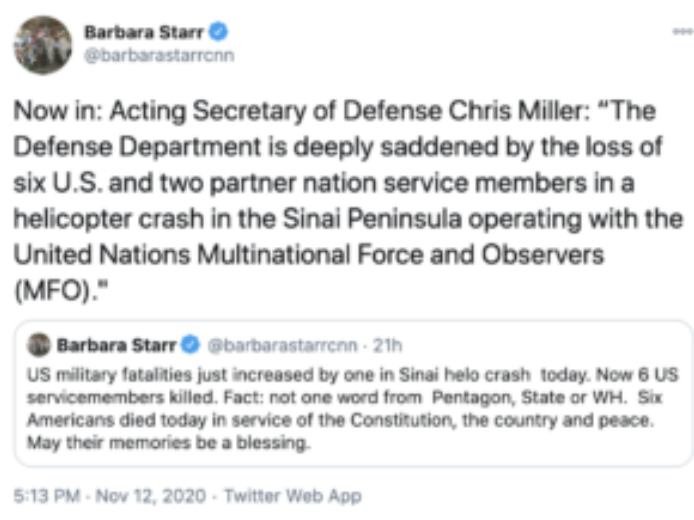 Barbara Starr
@barbarastarrcnn
Now in: Acting Secretary of Defense Chris Miller: “The
Defense Department is deeply saddened by the loss of
six U.S. and two partner nation service members in a
helicopter crash in the Sinai Peninsula operating with the
United Nations Multinational Force and Observers
(MFO)."
Barbara Starr @barbarastarrcnn · 21h
US military fatalities just increased by one in Sinai helo crash today. Now 6 US
servicemembers killed. Fact: not one word from Pentagon, State or WH. Six
Americans died today in service of the Constitution, the country and peace.
May their memories be a blessing.
5:13 PM · Nov 12, 2020 · Twitter Web App